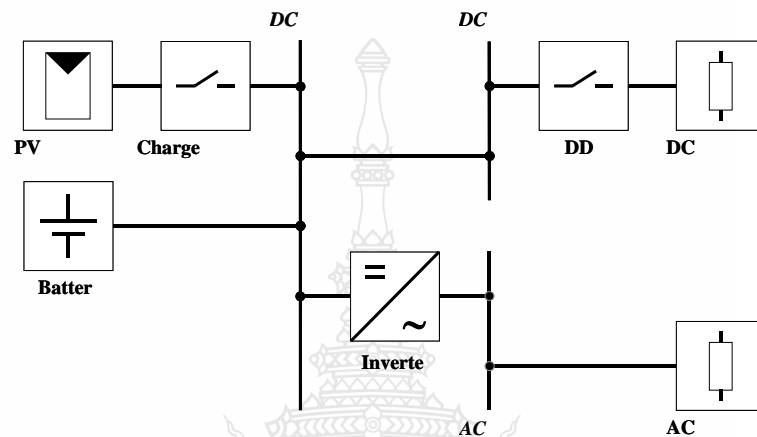 DC
DC
PV
Charge
DD
DC
Batter
Inverte
AC
AC